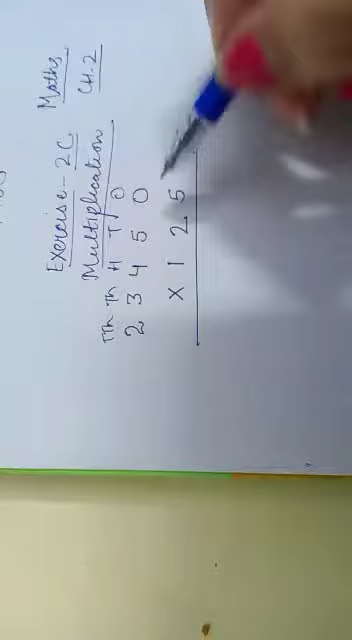 Maths
CH-2
Exercise - 2C
Multiplication
TTh Th H T O
2 3 4 5 0
× 1 2 5